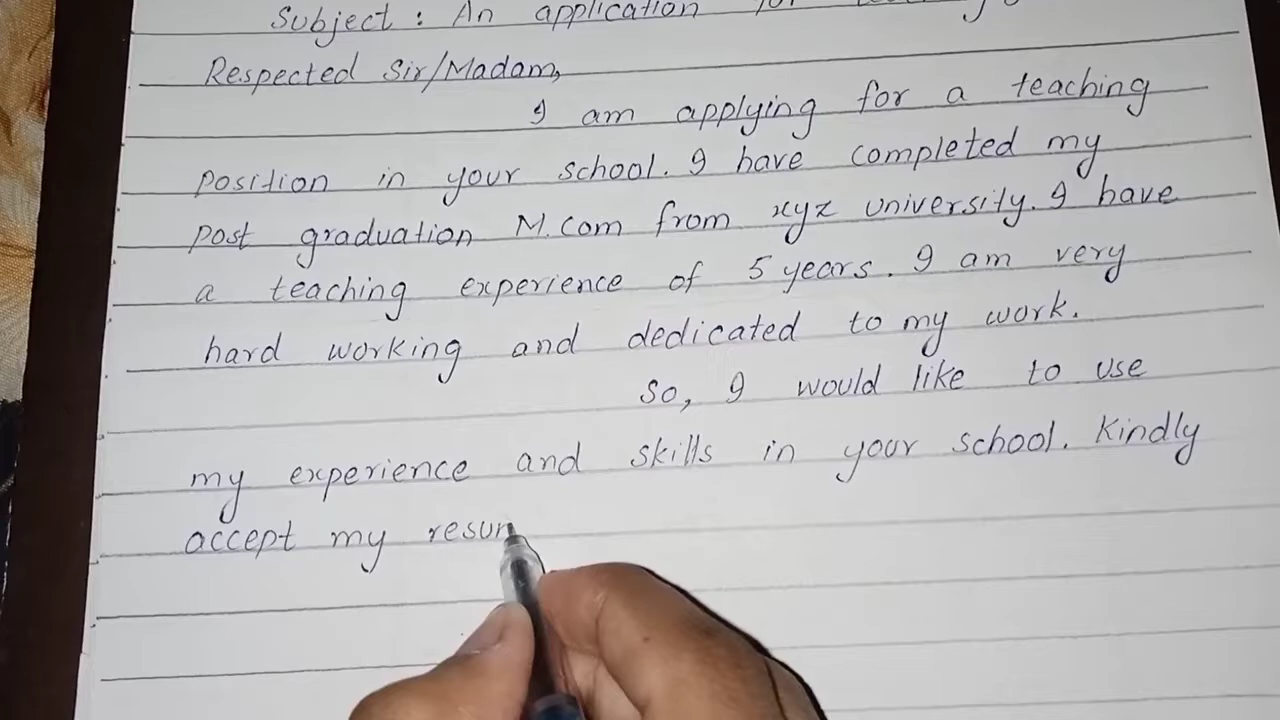 Subject : An application for
Respected Sir/Madam,
I am applying for a teaching
position in your school. I have completed my
post graduation M.Com from xyz university. I have
a teaching experience of 5 years. I am very
hard working and dedicated to my work.
So, I would like to use
my experience and skills in your school. Kindly
accept my resum